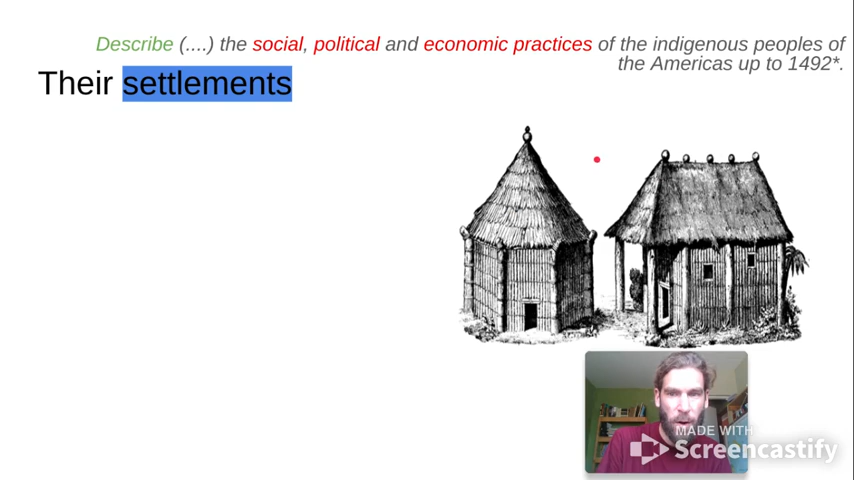 Describe (....) the social, political and economic practices of the indigenous peoples of
the Americas up to 1492*.
Their settlements
MADE WITH
Screencastify